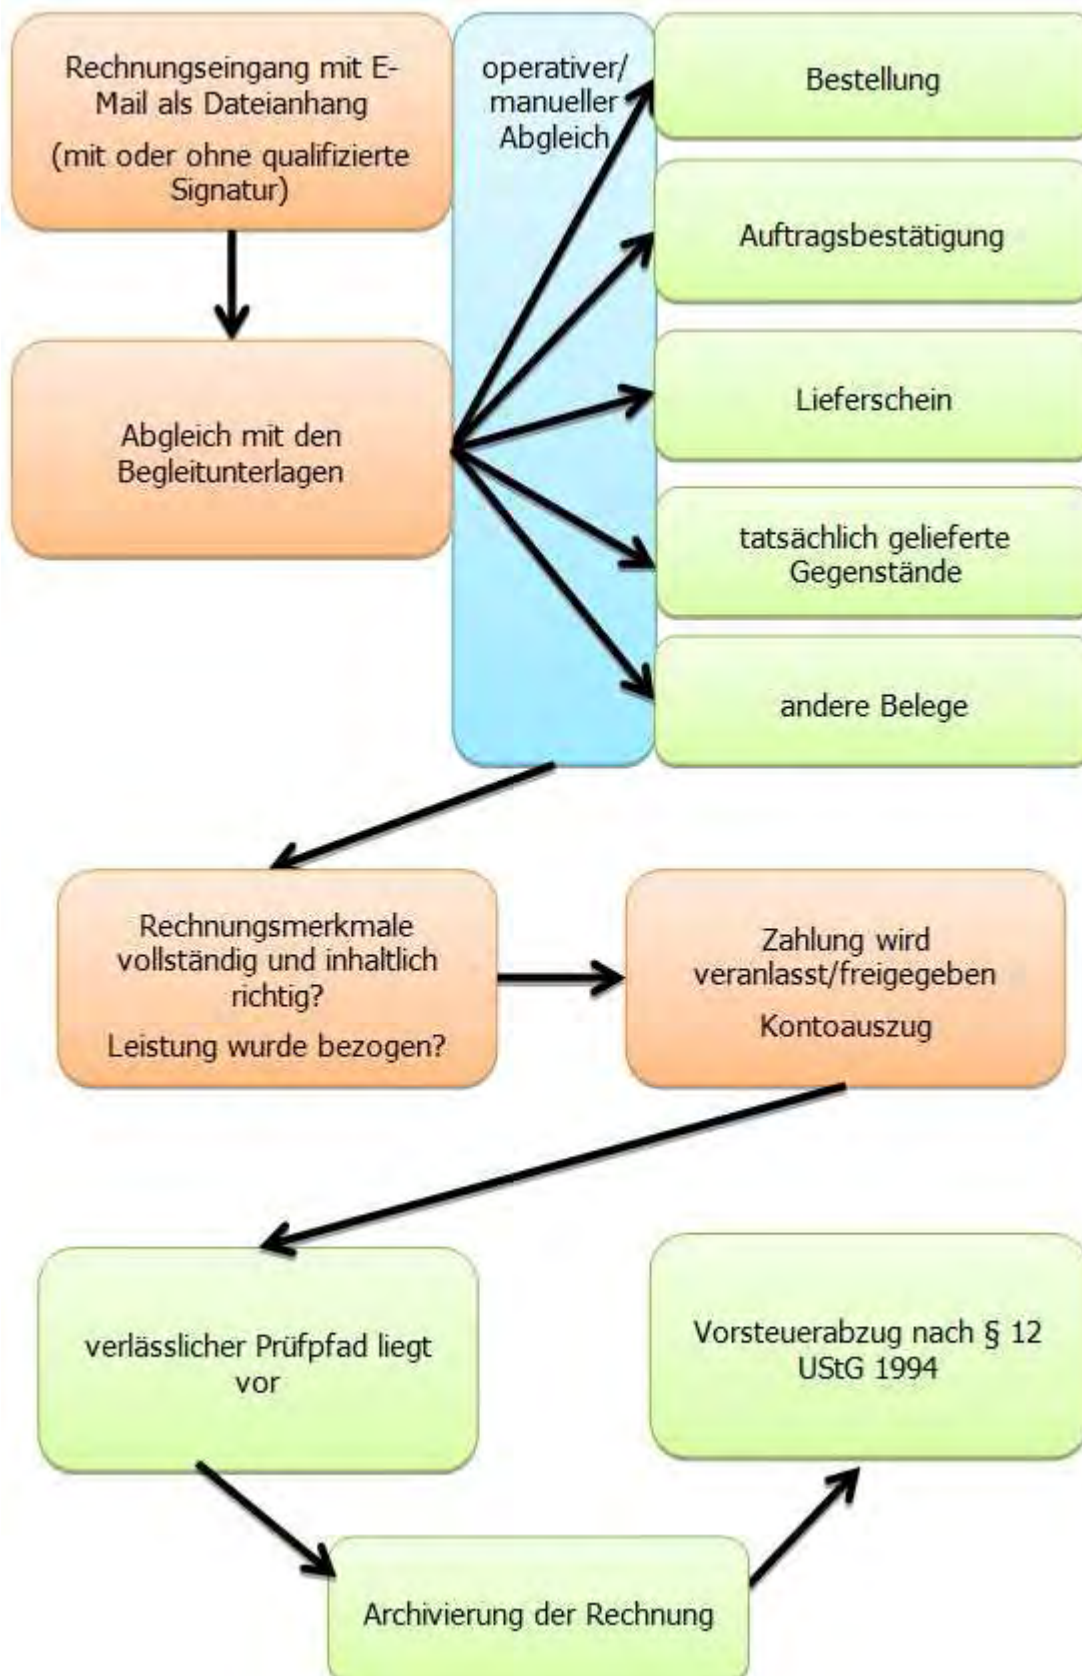 Rechnungseingang mit E-
Mail als Dateianhang
(mit oder ohne qualifizierte
Signatur)
operativer/
manueller
Abgleich
Bestellung
Auftragsbestätigung
Abgleich mit den
Begleitunterlagen
Lieferschein
tatsächlich gelieferte
Gegenstände
andere Belege
Rechnungsmerkmale
vollständig und inhaltlich
richtig?
Leistung wurde bezogen?
Zahlung wird
veranlasst/freigegeben
Kontoauszug
verlässlicher Prüfpfad liegt
vor
Vorsteuerabzug nach § 12
UStG 1994
Archivierung der Rechnung